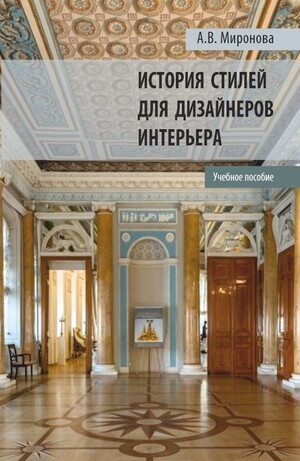 А.В. Миронова
ИСТОРИЯ СТИЛЕЙ
ДЛЯ ДИЗАЙНЕРОВ
ИНТЕРЬЕРА
Учебное пособие